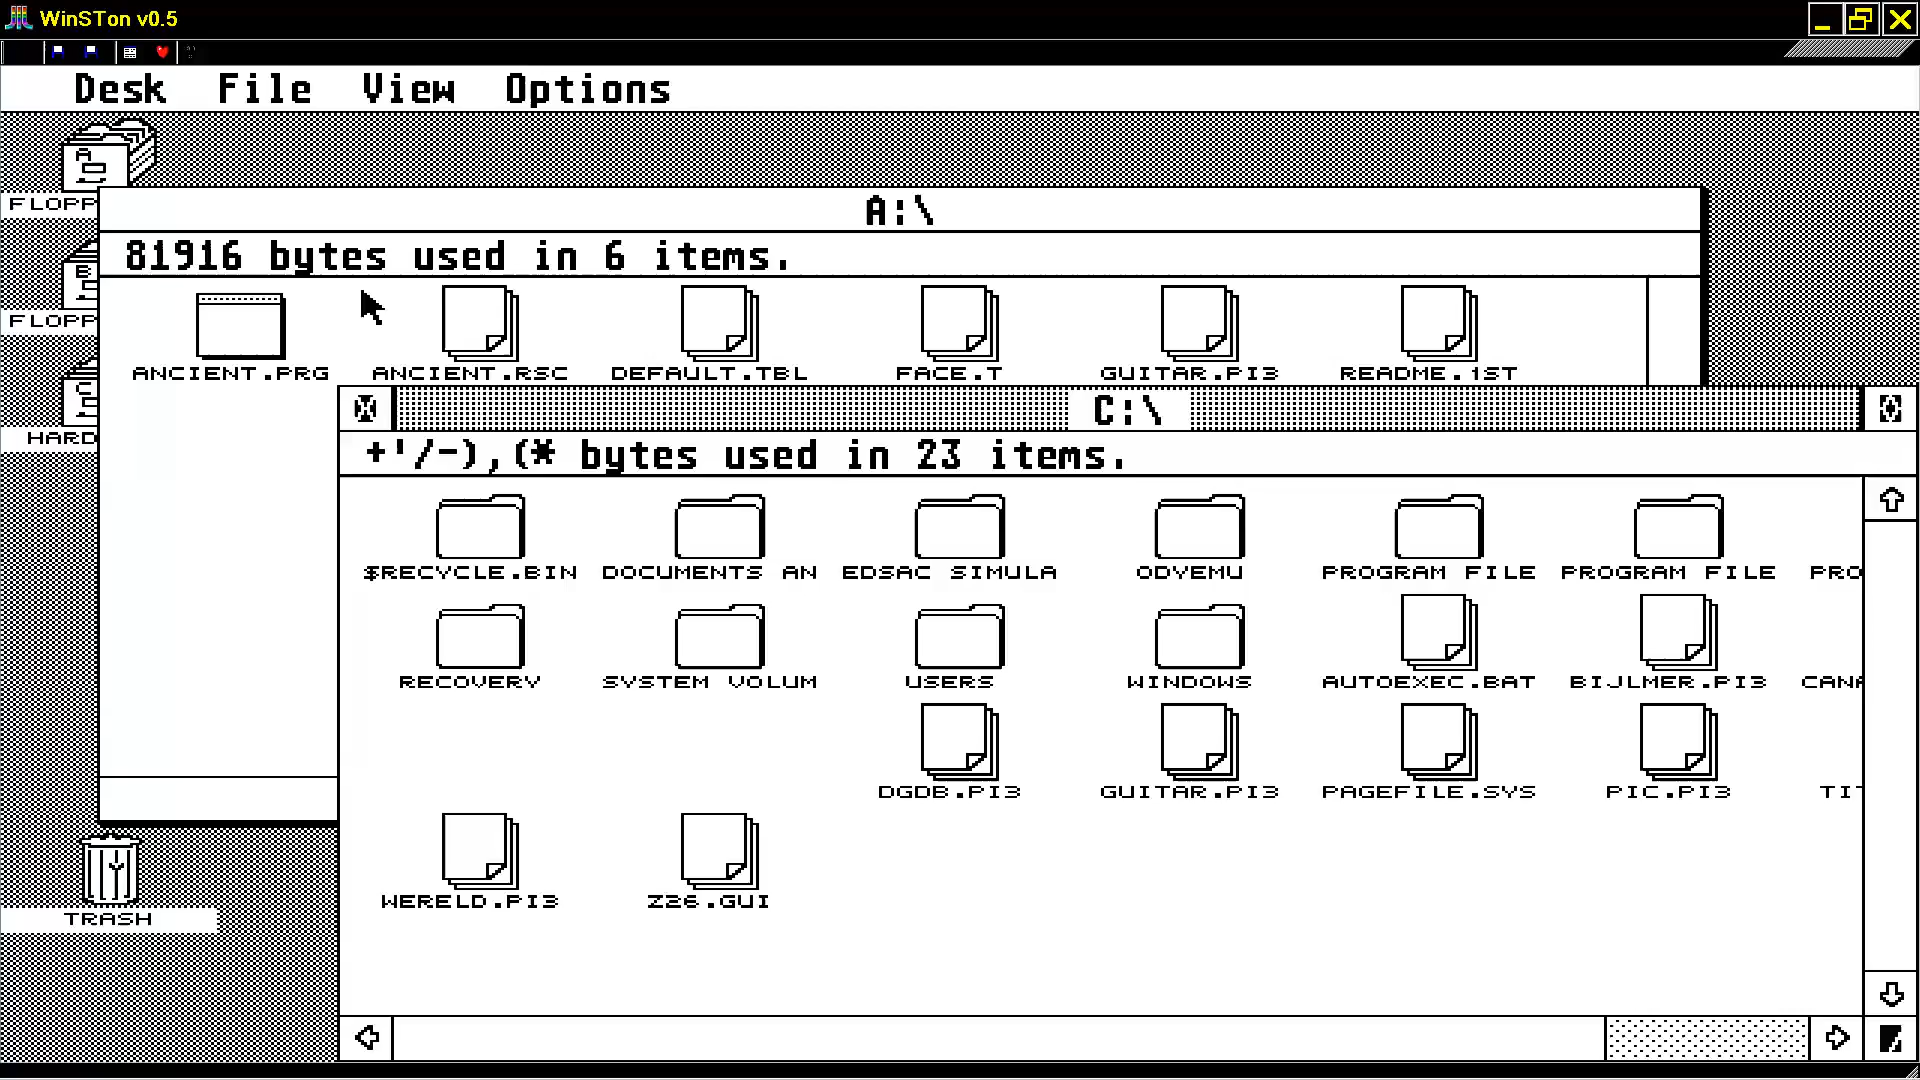 WinSTon v0.5
Desk File View Options
A
FLOPP
A:\
81916 bytes used in 6 items.
B
FLOPP
ANCIENT.PRG ANCIENT.RSC DEFAULT.TBL FACE.T GUITAR.PI3 README.1ST
C
HARD
C:\
+'/-),(* bytes used in 23 items.
$RECYCLE.BIN DOCUMENTS AN EDSAC SIMULA ODYEMU PROGRAM FILE PROGRAM FILE PRO
RECOVERY SYSTEM VOLUM USERS WINDOWS AUTOEXEC.BAT BIJLMER.PI3 CANA
DGDB.PI3 GUITAR.PI3 PAGEFILE.SYS PIC.PI3 TIT
WERELD.PI3 Z26.GUI
TRASH